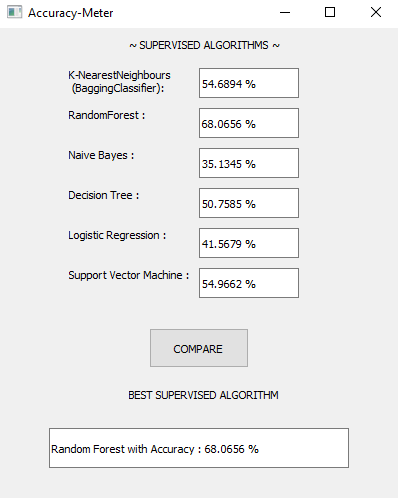 Accuracy-Meter
~ SUPERVISED ALGORITHMS ~
K-NearestNeighbours
(BaggingClassifier): 54.6894 %
RandomForest : 68.0656 %
Naive Bayes : 35.1345 %
Decision Tree : 50.7585 %
Logistic Regression : 41.5679 %
Support Vector Machine : 54.9662 %
COMPARE
BEST SUPERVISED ALGORITHM
Random Forest with Accuracy : 68.0656 %